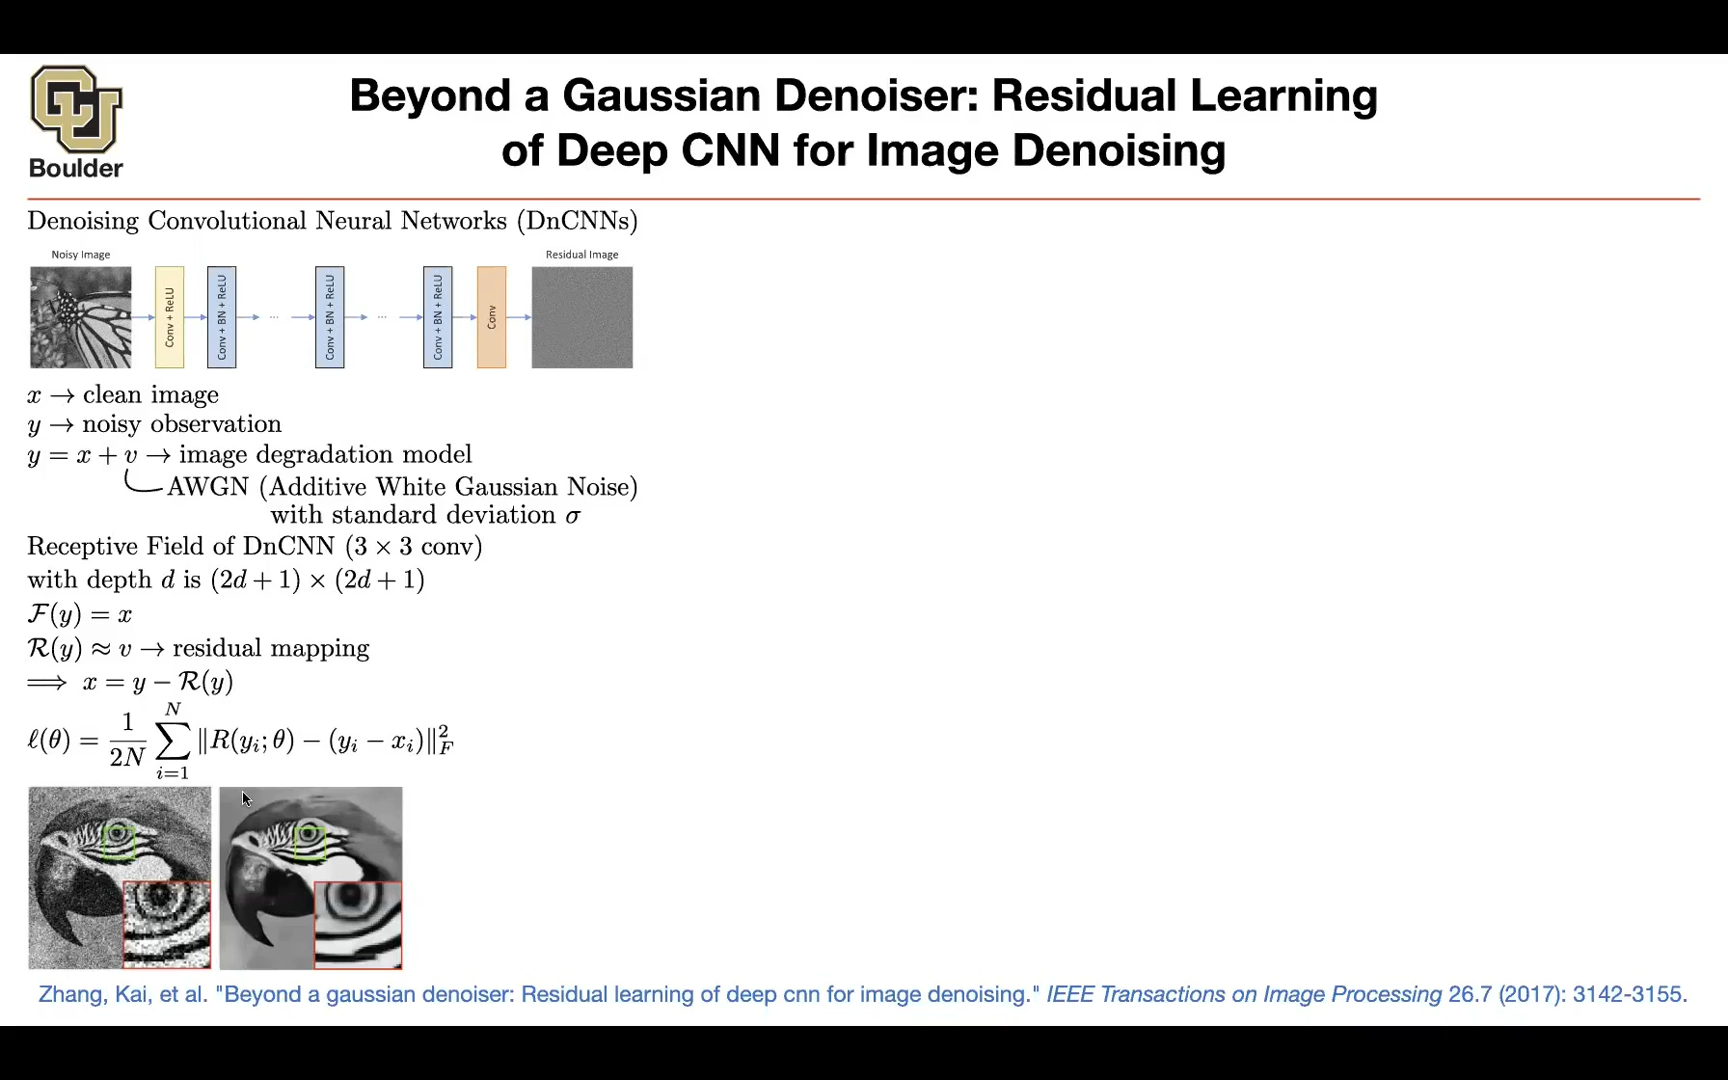 Boulder
Beyond a Gaussian Denoiser: Residual Learning
of Deep CNN for Image Denoising
Denoising Convolutional Neural Networks (DnCNNs)
Noisy Image
Residual Image
Conv + ReLU
Conv + BN + ReLU
...
Conv + BN + ReLU
...
Conv + BN + ReLU
Conv
x → clean image
y → noisy observation
y = x + v → image degradation model
AWGN (Additive White Gaussian Noise)
with standard deviation σ
Receptive Field of DnCNN (3 × 3 conv)
with depth d is (2d + 1) × (2d + 1)
ℱ(y) = x
ℛ(y) ≈ v → residual mapping
⟹ x = y − ℛ(y)
ℓ(θ) = 1/2N ∑_{i=1}^{N} ‖R(y_i; θ) − (y_i − x_i)‖_F^2
Zhang, Kai, et al. "Beyond a gaussian denoiser: Residual learning of deep cnn for image denoising." IEEE Transactions on Image Processing 26.7 (2017): 3142-3155.